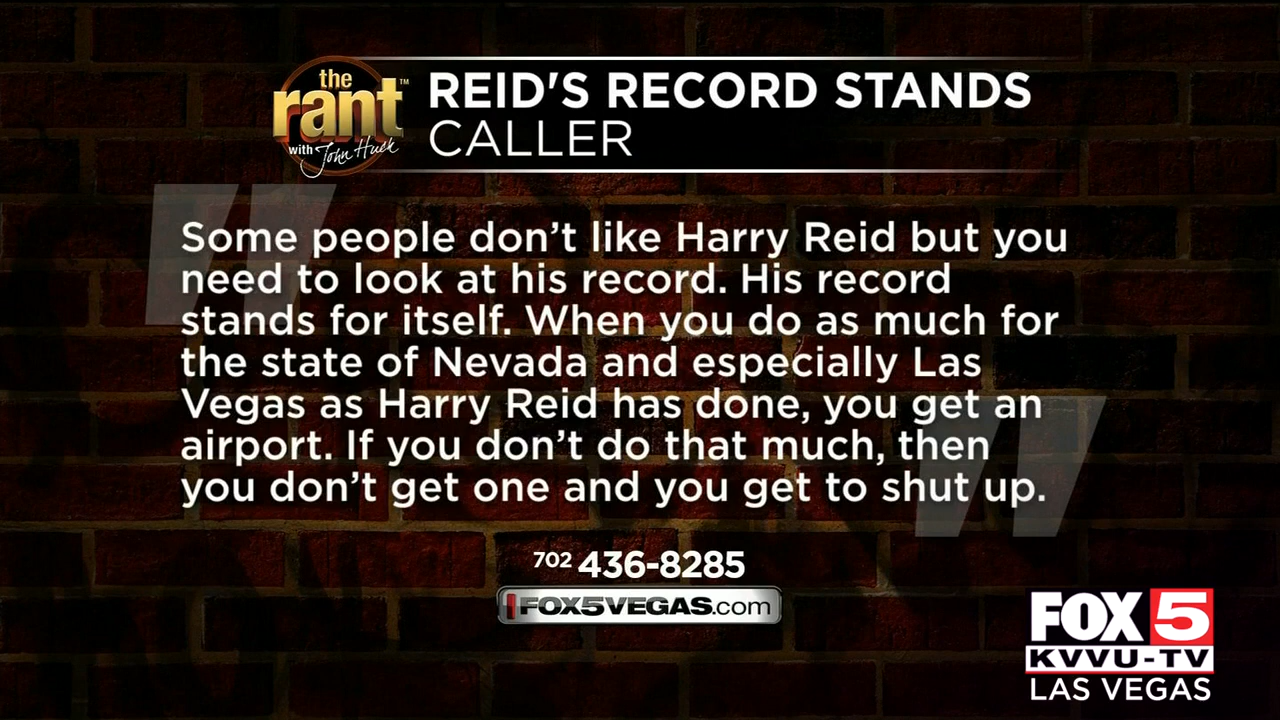 the
rant™
with John Huck
REID'S RECORD STANDS
CALLER
Some people don't like Harry Reid but you
need to look at his record. His record
stands for itself. When you do as much for
the state of Nevada and especially Las
Vegas as Harry Reid has done, you get an
airport. If you don't do that much, then
you don't get one and you get to shut up.
702 436-8285
FOX5VEGAS.com
FOX 5
KVVU-TV
LAS VEGAS